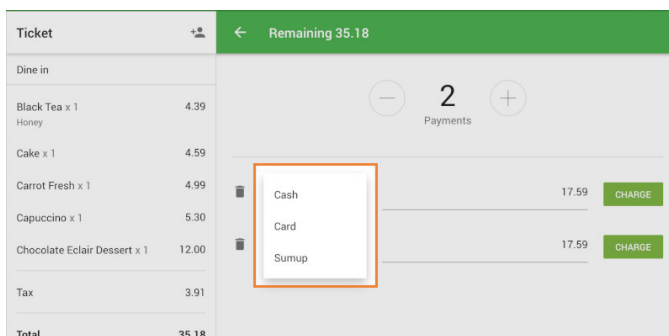 Ticket
Remaining 35.18
Dine in
Black Tea x 1 4.39
Honey
Cake x 1 4.59
Carrot Fresh x 1 4.99
Capuccino x 1 5.30
Chocolate Eclair Dessert x 1 12.00
Tax 3.91
Total 35.18
2
Payments
Cash
Card
Sumup
17.59 CHARGE
17.59 CHARGE